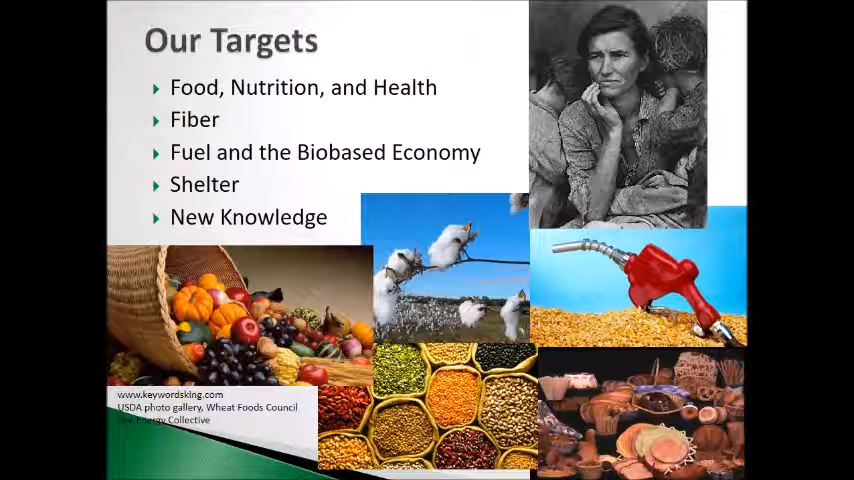 Our Targets
Food, Nutrition, and Health
Fiber
Fuel and the Biobased Economy
Shelter
New Knowledge
www.keywordsking.com
USDA photo gallery, Wheat Foods Council
Energy Collective